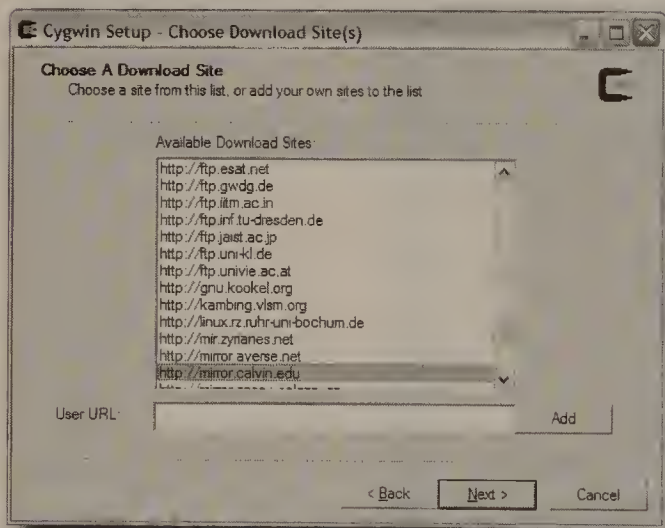 Cygwin Setup - Choose Download Site(s)
Choose A Download Site
Choose a site from this list, or add your own sites to the list
Available Download Sites:
http://ftp.esat.net
http://ftp.gwdg.de
http://ftp.iitm.ac.in
http://ftp.inf.tu-dresden.de
http://ftp.jaist.ac.jp
http://ftp.uni-kl.de
http://ftp.univie.ac.at
http://gnu.kookel.org
http://kambing.vlsm.org
http://linux.rz.ruhr-uni-bochum.de
http://mir.zyrianes.net
http://mirror.averse.net
http://mirror.calvin.edu
User URL:
Add
< Back
Next >
Cancel